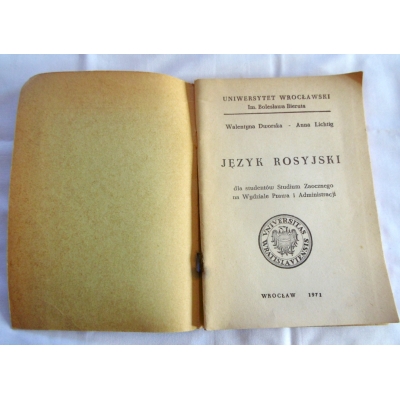 UNIWERSYTET WROCŁAWSKI
Im. Bolesława Bieruta
Walentyna Dworska - Anna Lichtig
JĘZYK ROSYJSKI
dla studentów Studium Zaocznego
na Wydziale Prawa i Administracji
UNIVERSITAS
WRATISLAVIENSIS
WROCŁAW 1971